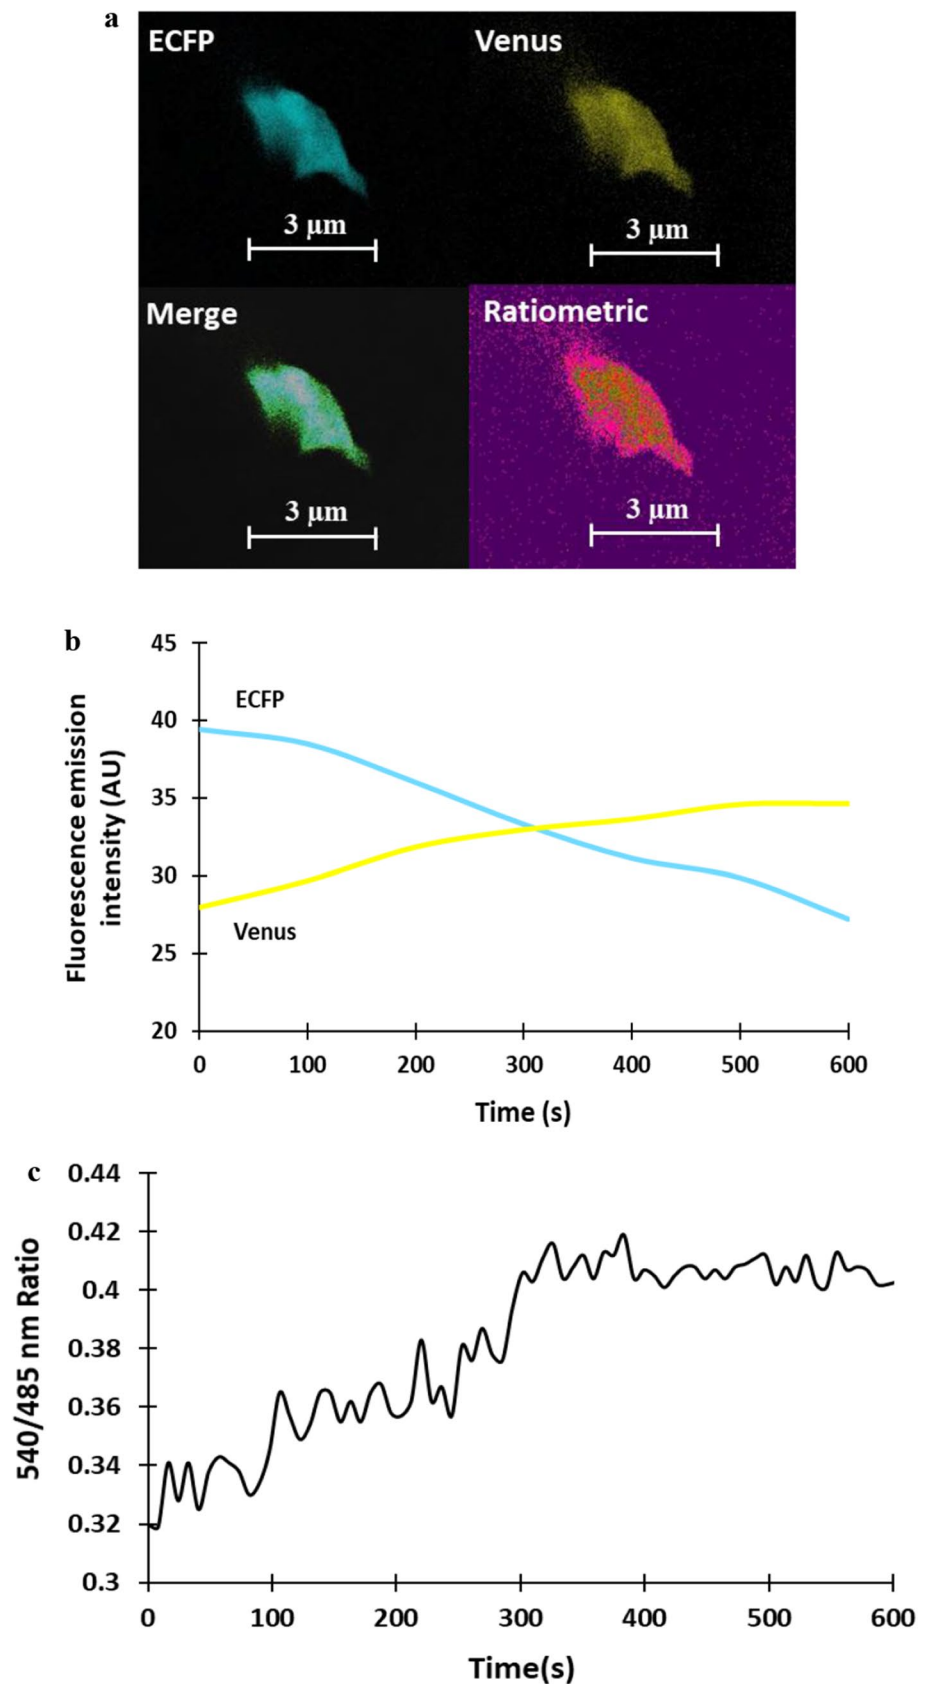 a
ECFP
Venus
3 μm
3 μm
Merge
Ratiometric
3 μm
3 μm
b
45
40
35
30
25
20
Fluorescence emission
intensity (AU)
ECFP
Venus
0 100 200 300 400 500 600
Time (s)
c
0.44
0.42
0.4
0.38
0.36
0.34
0.32
0.3
540/485 nm Ratio
0 100 200 300 400 500 600
Time(s)